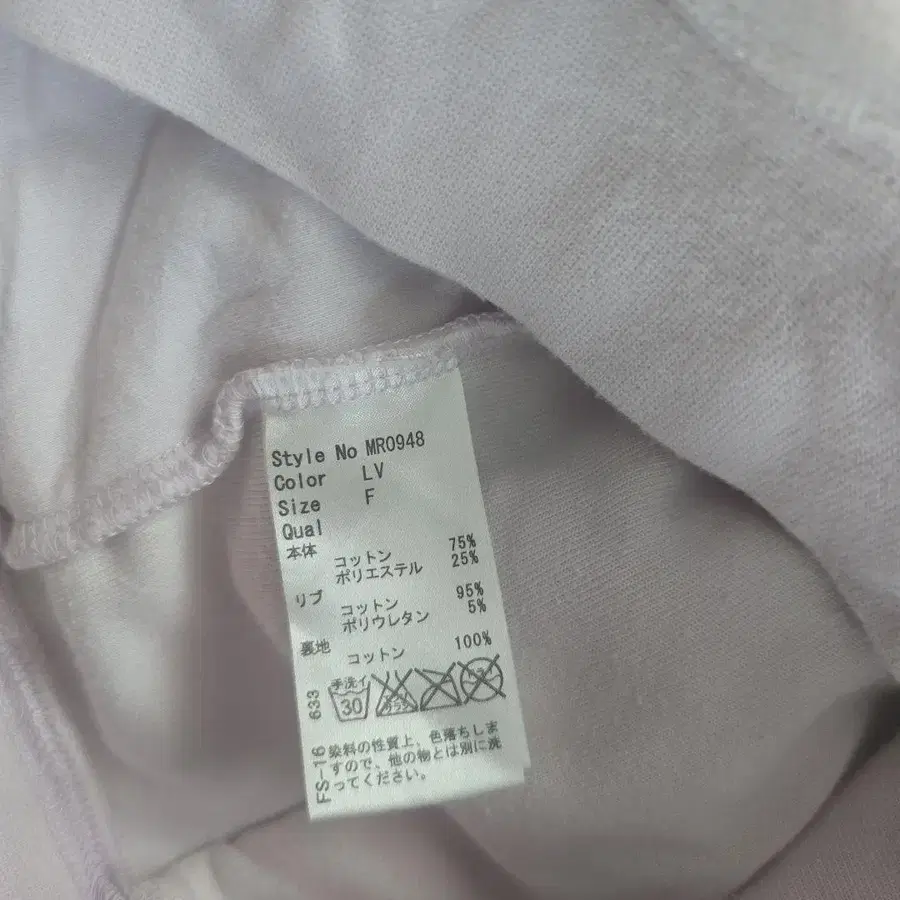 Style No MR0948
Color LV
Size F
Qual
本体
コットン 75%
ポリエステル 25%
リブ
コットン 95%
ポリウレタン 5%
裏地
コットン 100%
手洗イ
30
633
FS-16
染料の性質上、色落ちしま
すので、他の物とは別に洗
ってください。